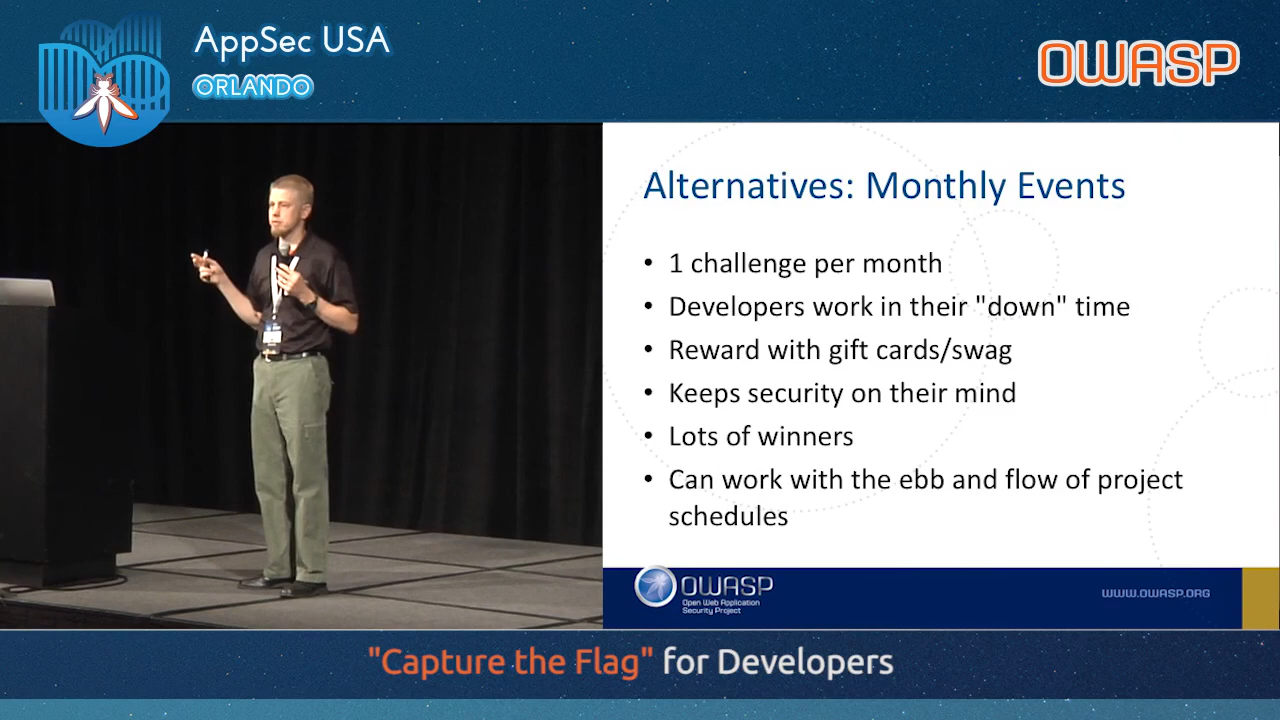 AppSec USA
ORLANDO
OWASP
Alternatives: Monthly Events
• 1 challenge per month
• Developers work in their "down" time
• Reward with gift cards/swag
• Keeps security on their mind
• Lots of winners
• Can work with the ebb and flow of project
schedules
OWASP
Open Web Application
Security Project
WWW.OWASP.ORG
"Capture the Flag" for Developers